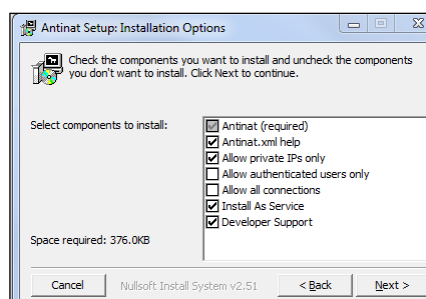 Antinat Setup: Installation Options
Check the components you want to install and uncheck the components
you don't want to install. Click Next to continue.
Select components to install:
Antinat (required)
Antinat.xml help
Allow private IPs only
Allow authenticated users only
Allow all connections
Install As Service
Developer Support
Space required: 376.0KB
Cancel
Nullsoft Install System v2.51
< Back
Next >